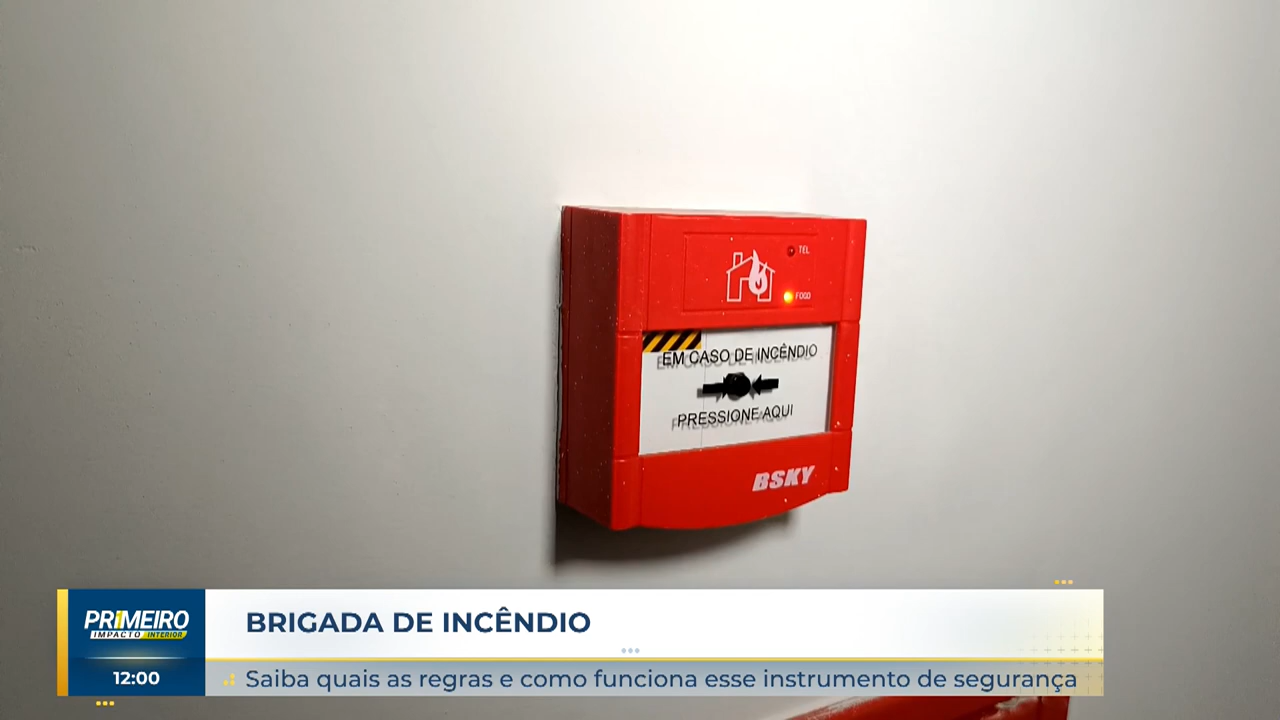 TEL
FOGO
EM CASO DE INCÊNDIO
PRESSIONE AQUI
BSKY
PRIMEIRO
IMPACTO INTERIOR
12:00
BRIGADA DE INCÊNDIO
Saiba quais as regras e como funciona esse instrumento de segurança